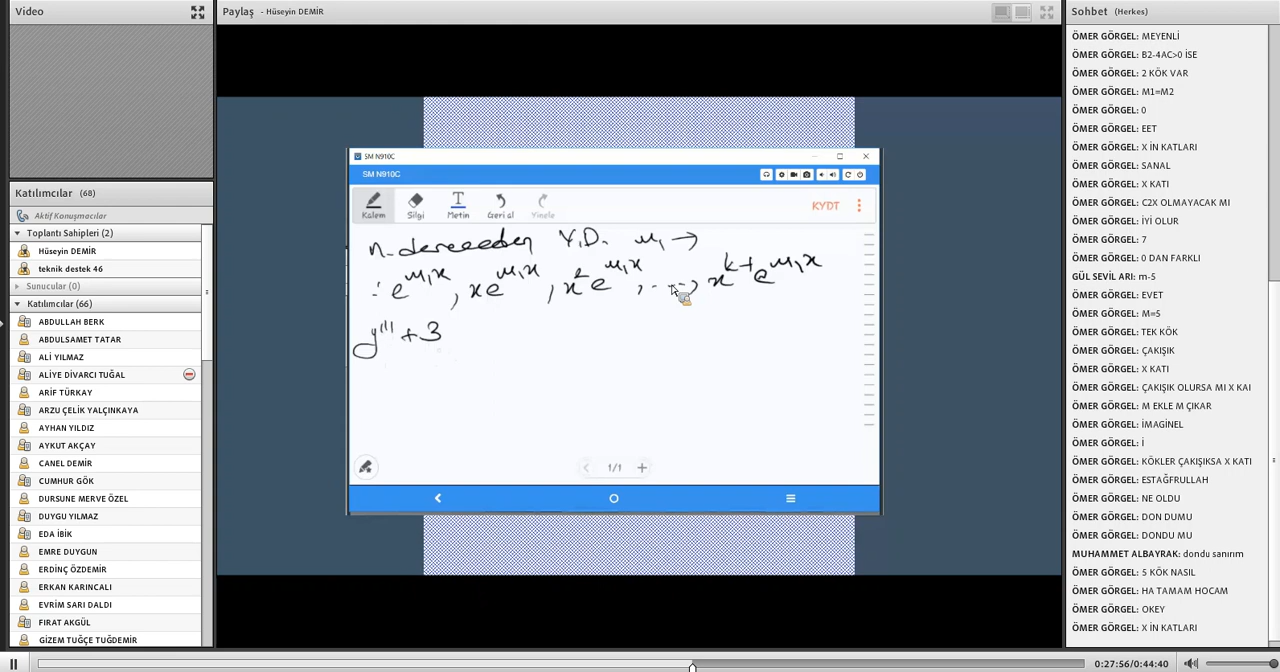 Video
Paylaş - Hüseyin DEMİR
Sohbet (Herkes)
Katılımcılar (68)
Aktif Konuşmacılar
Toplantı Sahipleri (2)
Hüseyin DEMİR
teknik destek 46
Sunucular (0)
Katılımcılar (66)
ABDULLAH BERK
ABDULSAMET TATAR
ALİ YILMAZ
ALİYE DİVARCI TUĞAL
ARİF TÜRKAY
ARZU ÇELİK YALÇINKAYA
AYHAN YILDIZ
AYKUT AKÇAY
CANEL DEMİR
CUMHUR GÖK
DURSUNE MERVE ÖZEL
DUYGU YILMAZ
EDA İBİK
EMRE DUYGUN
ERDİNÇ ÖZDEMİR
ERKAN KARINCALI
EVRİM SARI DALDI
FIRAT AKGÜL
GİZEM TUĞÇE TUĞDEMİR
SM N910C
SM N910C
Kalem Silgi Metin Geri al Yinele KYDT
n. dereceden Y.D. m₁ →
: e^m₁x , xe^m₁x , x²e^m₁x , ...., x^k+ e^m₁x
y''' + 3
1/1
ÖMER GÖRGEL: MEYENLİ
ÖMER GÖRGEL: B2-4AC>0 İSE
ÖMER GÖRGEL: 2 KÖK VAR
ÖMER GÖRGEL: M1=M2
ÖMER GÖRGEL: 0
ÖMER GÖRGEL: EET
ÖMER GÖRGEL: X İN KATLARI
ÖMER GÖRGEL: SANAL
ÖMER GÖRGEL: X KATI
ÖMER GÖRGEL: C2X OLMAYACAK MI
ÖMER GÖRGEL: İYİ OLUR
ÖMER GÖRGEL: 7
ÖMER GÖRGEL: 0 DAN FARKLI
GÜL SEVİL ARI: m-5
ÖMER GÖRGEL: EVET
ÖMER GÖRGEL: M=5
ÖMER GÖRGEL: TEK KÖK
ÖMER GÖRGEL: ÇAKIŞIK
ÖMER GÖRGEL: X KATI
ÖMER GÖRGEL: ÇAKIŞIK OLURSA MI X KAI
ÖMER GÖRGEL: M EKLE M ÇIKAR
ÖMER GÖRGEL: İMAGİNEL
ÖMER GÖRGEL: İ
ÖMER GÖRGEL: KÖKLER ÇAKIŞIKSA X KATI
ÖMER GÖRGEL: ESTAĞFRULLAH
ÖMER GÖRGEL: NE OLDU
ÖMER GÖRGEL: DON DUMU
ÖMER GÖRGEL: DONDU MU
MUHAMMET ALBAYRAK: dondu sanırım
ÖMER GÖRGEL: 5 KÖK NASIL
ÖMER GÖRGEL: HA TAMAM HOCAM
ÖMER GÖRGEL: OKEY
ÖMER GÖRGEL: X İN KATLARI
0:27:56/0:44:40